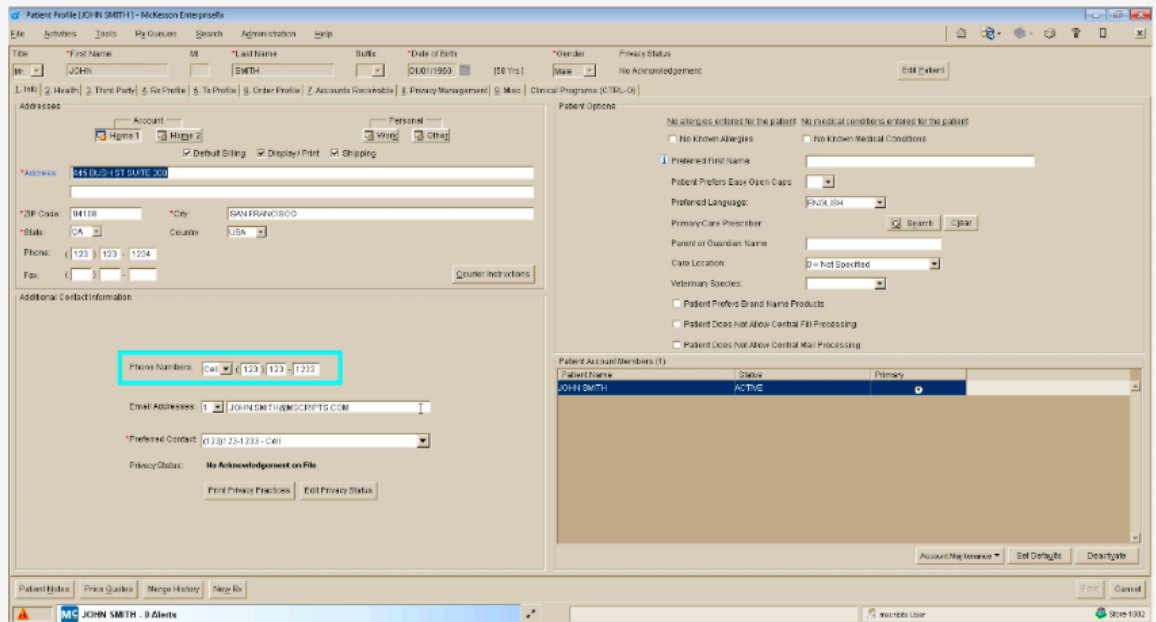 Patient Profile [JOHN SMITH ] - McKesson EnterpriseRx
File Activities Tools Rx Queues Search Administration Help
Title *First Name MI *Last Name Suffix *Date of Birth *Gender Privacy Status
Mr. JOHN SMITH 01/01/1960 [58 Yrs] Male No Acknowledgement Edit Patient
1. Info 2. Health 3. Third Party 4. Rx Profile 5. Tx Profile 6. Order Profile 7. Accounts Receivable 8. Privacy Management 9. Misc. Clinical Programs (CTRL-O)
Addresses
Account Personal
Home 1 Home 2 Work Other
Default Billing Display / Print Shipping
*Address: 445 BUSH ST SUITE 200
*ZIP Code: 94108 *City: SAN FRANCISCO
*State: CA Country: USA
Phone: ( 123 ) 123 - 1234
Fax: ( ) - Courier Instructions
Additional Contact Information
Phone Numbers: Cell ( 123 ) 123 - 1233
Email Addresses: 1 JOHN.SMITH@MSCRIPTS.COM
*Preferred Contact: (123)123-1233 - Cell
Privacy Status: No Acknowledgement on File
Print Privacy Practices Edit Privacy Status
Patient Options
No allergies entered for the patient No medical conditions entered for the patient
No Known Allergies No Known Medical Conditions
Preferred First Name
Patient Prefers Easy Open Caps
Preferred Language: ENGLISH
Primary Care Prescriber: Search Clear
Parent or Guardian Name
Care Location: 0 = Not Specified
Veterinary Species:
Patient Prefers Brand Name Products
Patient Does Not Allow Central Fill Processing
Patient Does Not Allow Central Mail Processing
Patient Account Members (1)
Patient Name Status Primary
JOHN SMITH ACTIVE
Account Maintenance Set Defaults Deactivate
Patient Notes Price Quotes Merge History New Rx Save Cancel
MC JOHN SMITH - 0 Alerts mscripts User Store 1002